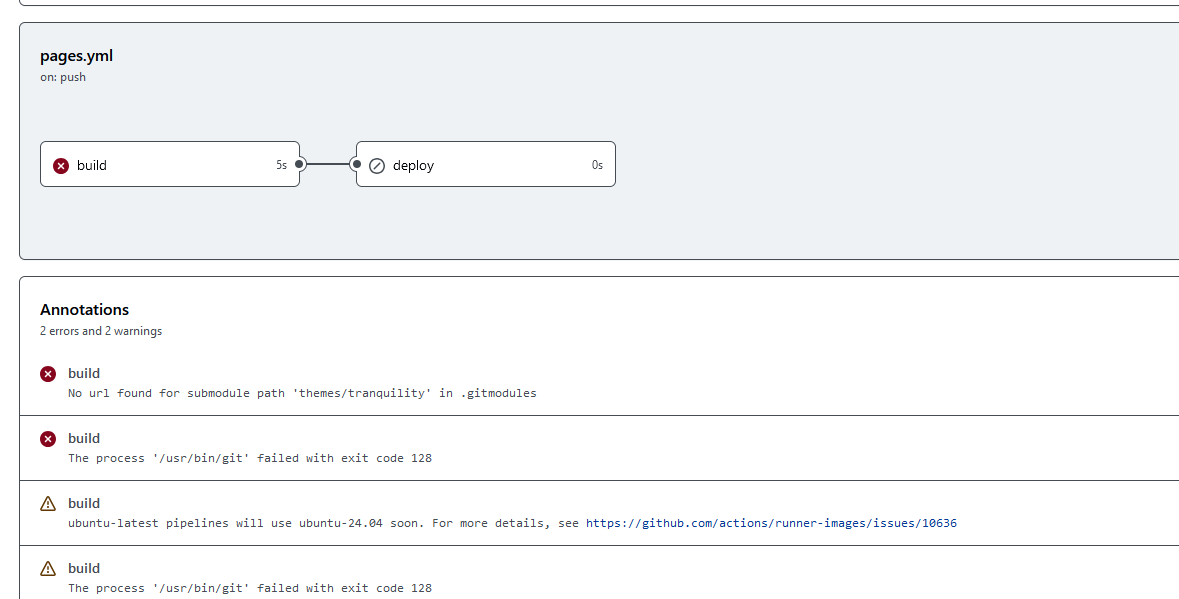 pages.yml
on: push
build 5s
deploy 0s
Annotations
2 errors and 2 warnings
build
No url found for submodule path 'themes/tranquility' in .gitmodules
build
The process '/usr/bin/git' failed with exit code 128
build
ubuntu-latest pipelines will use ubuntu-24.04 soon. For more details, see https://github.com/actions/runner-images/issues/10636
build
The process '/usr/bin/git' failed with exit code 128